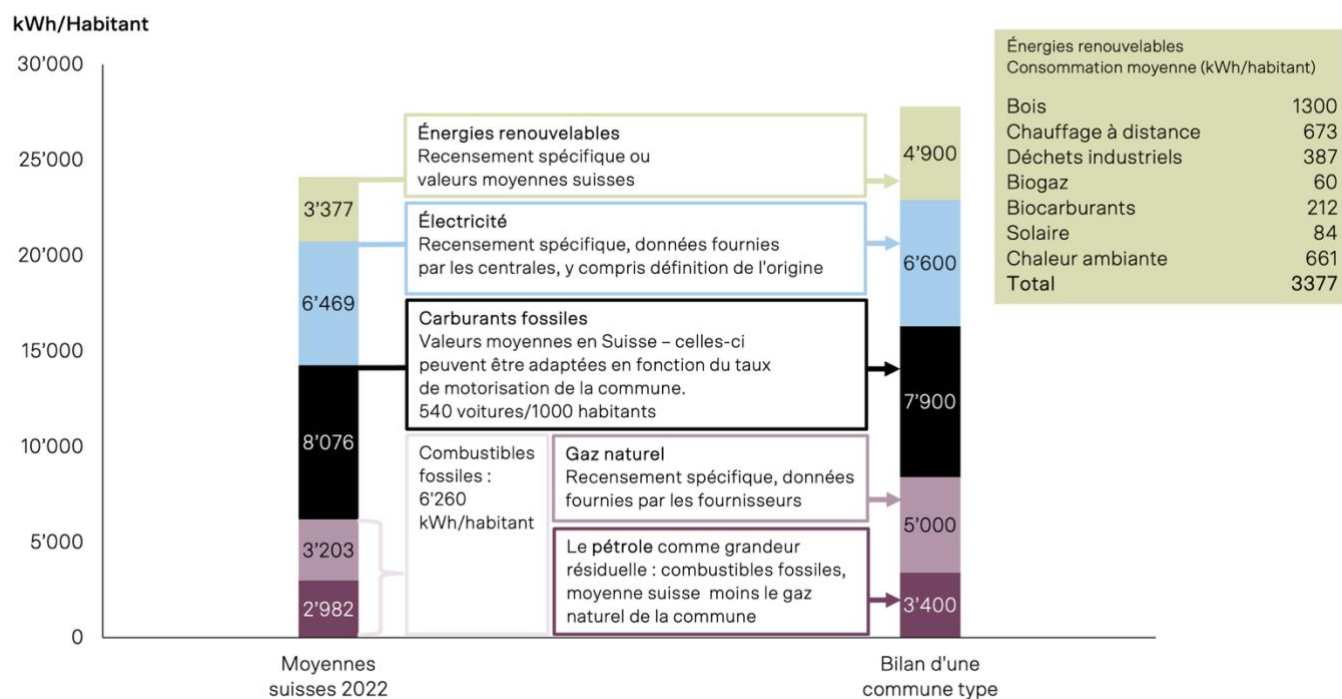 kWh/Habitant
30’000
25’000
20’000
15’000
10’000
5’000
0
3’377
6’469
8’076
3’203
2’982
Moyennes
suisses 2022
Énergies renouvelables
Recensement spécifique ou
valeurs moyennes suisses
Électricité
Recensement spécifique, données fournies
par les centrales, y compris définition de l'origine
Carburants fossiles
Valeurs moyennes en Suisse – celles-ci
peuvent être adaptées en fonction du taux
de motorisation de la commune.
540 voitures/1000 habitants
Combustibles
fossiles :
6’260
kWh/habitant
Gaz naturel
Recensement spécifique, données
fournies par les fournisseurs
Le pétrole comme grandeur
résiduelle : combustibles fossiles,
moyenne suisse moins le gaz
naturel de la commune
4’900
6’600
7’900
5’000
3’400
Bilan d'une
commune type
Énergies renouvelables
Consommation moyenne (kWh/habitant)
Bois 1300
Chauffage à distance 673
Déchets industriels 387
Biogaz 60
Biocarburants 212
Solaire 84
Chaleur ambiante 661
Total 3377